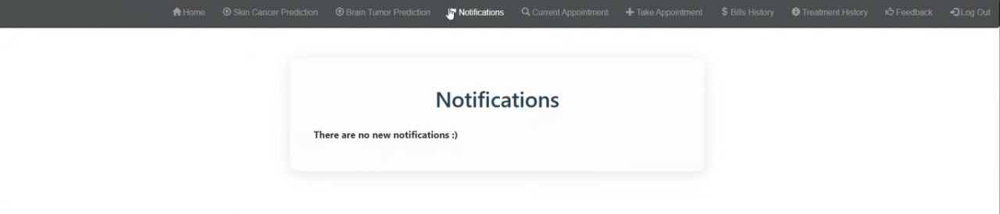 Home Skin Cancer Prediction Brain Tumor Prediction Notifications Current Appointment Take Appointment $ Bills History Treatment History Feedback Log Out
Notifications
There are no new notifications :)